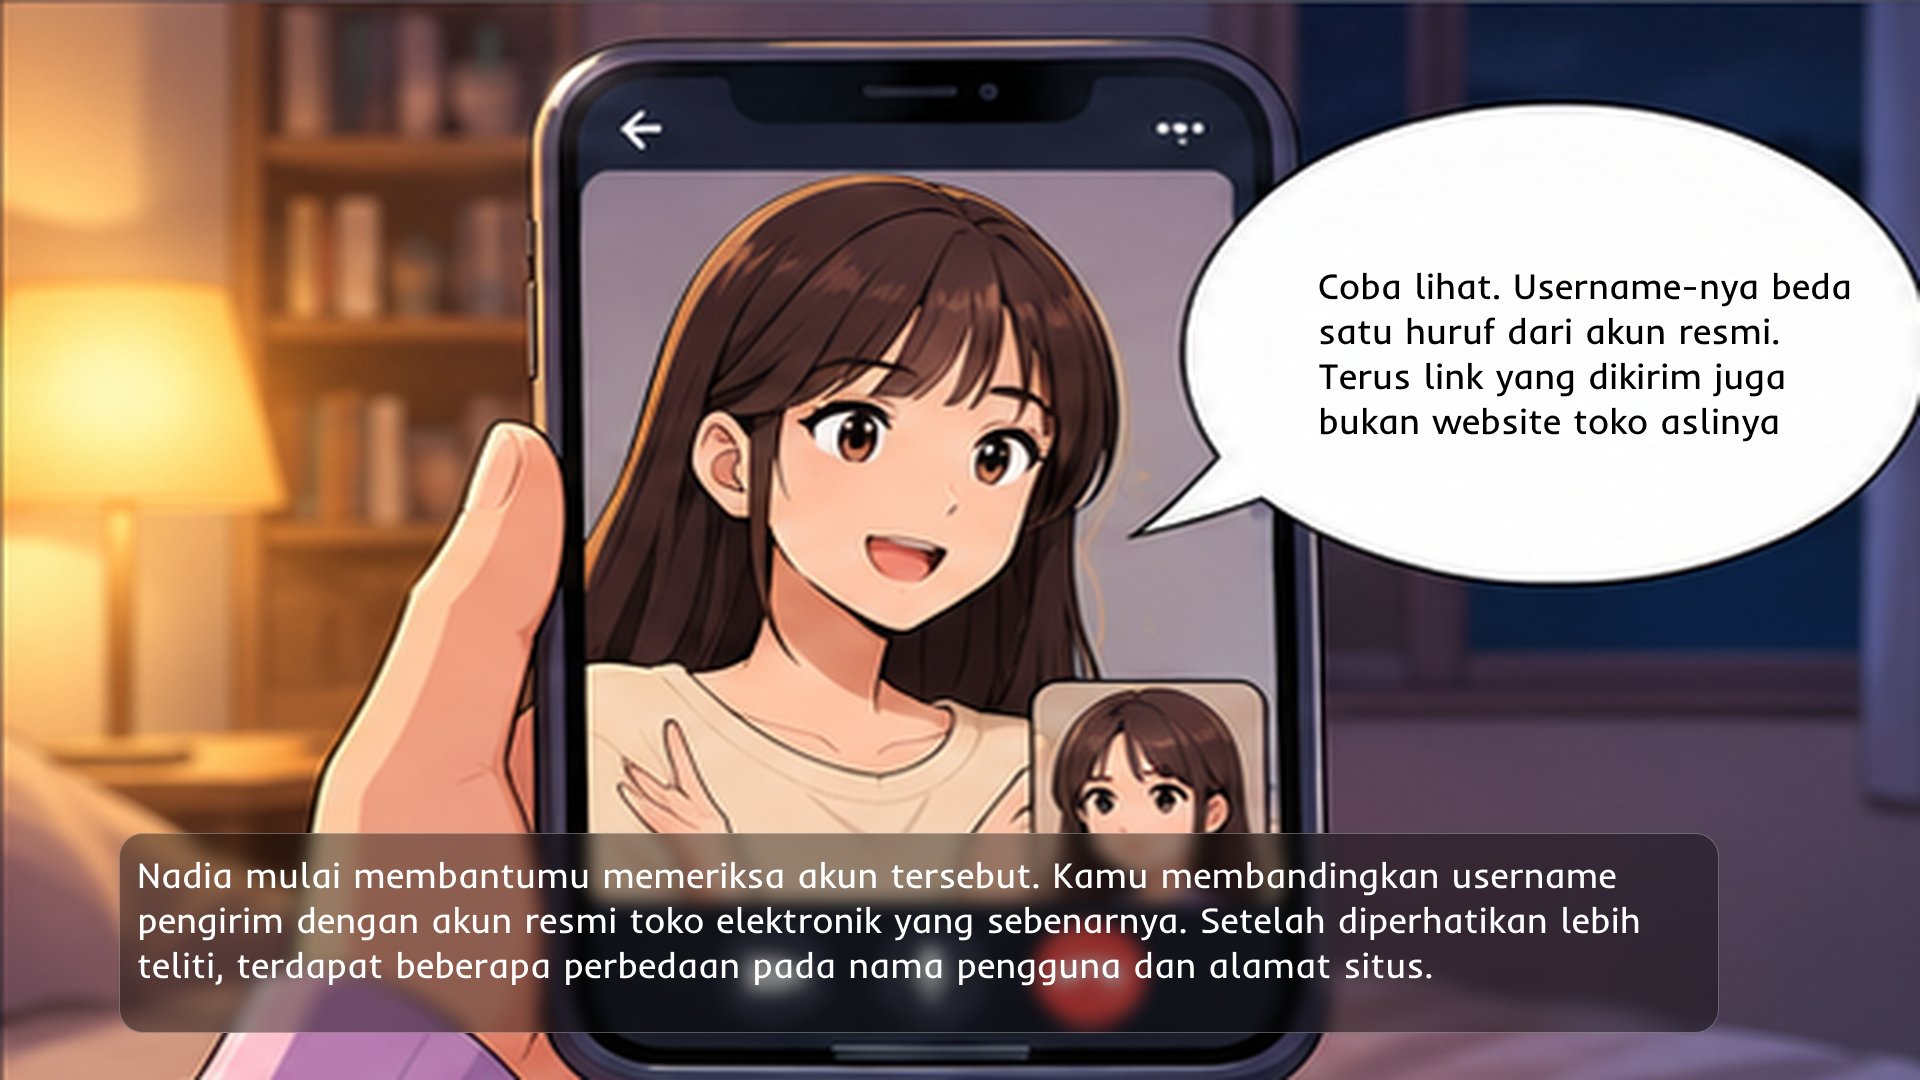 Coba lihat. Username-nya beda
satu huruf dari akun resmi.
Terus link yang dikirim juga
bukan website toko aslinya
Nadia mulai membantumu memeriksa akun tersebut. Kamu membandingkan username
pengirim dengan akun resmi toko elektronik yang sebenarnya. Setelah diperhatikan lebih
teliti, terdapat beberapa perbedaan pada nama pengguna dan alamat situs.